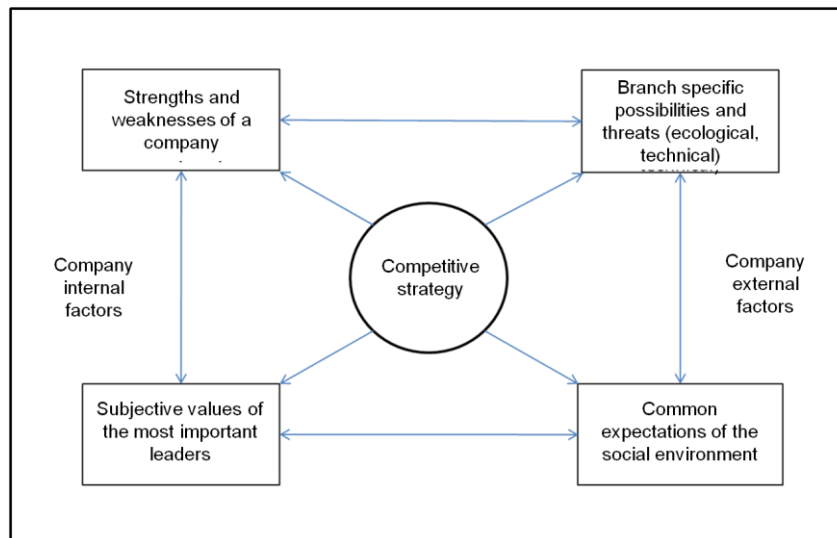 Strengths and
weaknesses of a
company
Branch specific
possibilities and
threats (ecological,
technical)
Company
internal
factors
Competitive
strategy
Company
external
factors
Subjective values of
the most important
leaders
Common
expectations of the
social environment